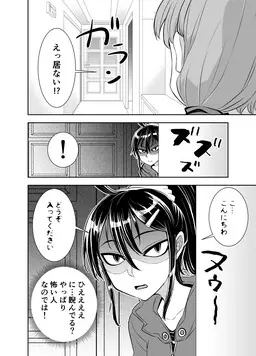 えっ居ない!?
ガラーン
ズズズ
!
こ…
こんにちわ
ヌゥ〜
どうぞ
入ってください
ひええええ
に…睨んでる?
やっぱり
怖い人
なのでは!